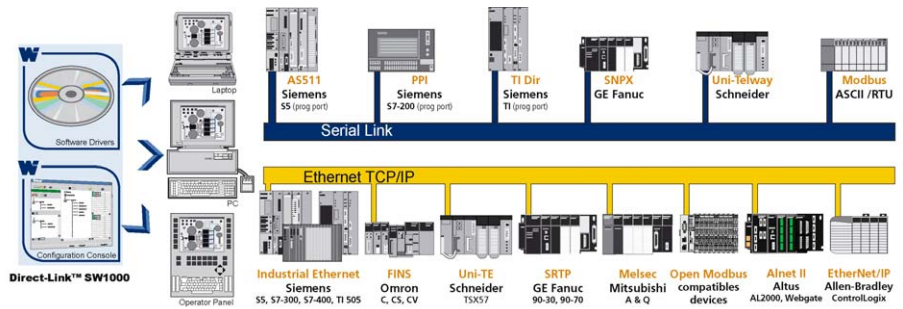 W
Software Drivers
W
Configuration Console
Direct-Link™ SW1000
Laptop
PC
Operator Panel
AS511
Siemens
S5 (prog port)
PPI
Siemens
S7-200 (prog port)
TI Dir
Siemens
TI (prog port)
SNPX
GE Fanuc
Uni-Telway
Schneider
Modbus
ASCII /RTU
Serial Link
Ethernet TCP/IP
Industrial Ethernet
Siemens
S5, S7-300, S7-400, TI 505
FINS
Omron
C, CS, CV
Uni-TE
Schneider
TSX57
SRTP
GE Fanuc
90-30, 90-70
Melsec
Mitsubishi
A & Q
Open Modbus
compatibles
devices
Alnet II
Altus
AL2000, Webgate
EtherNet/IP
Allen-Bradley
ControlLogix